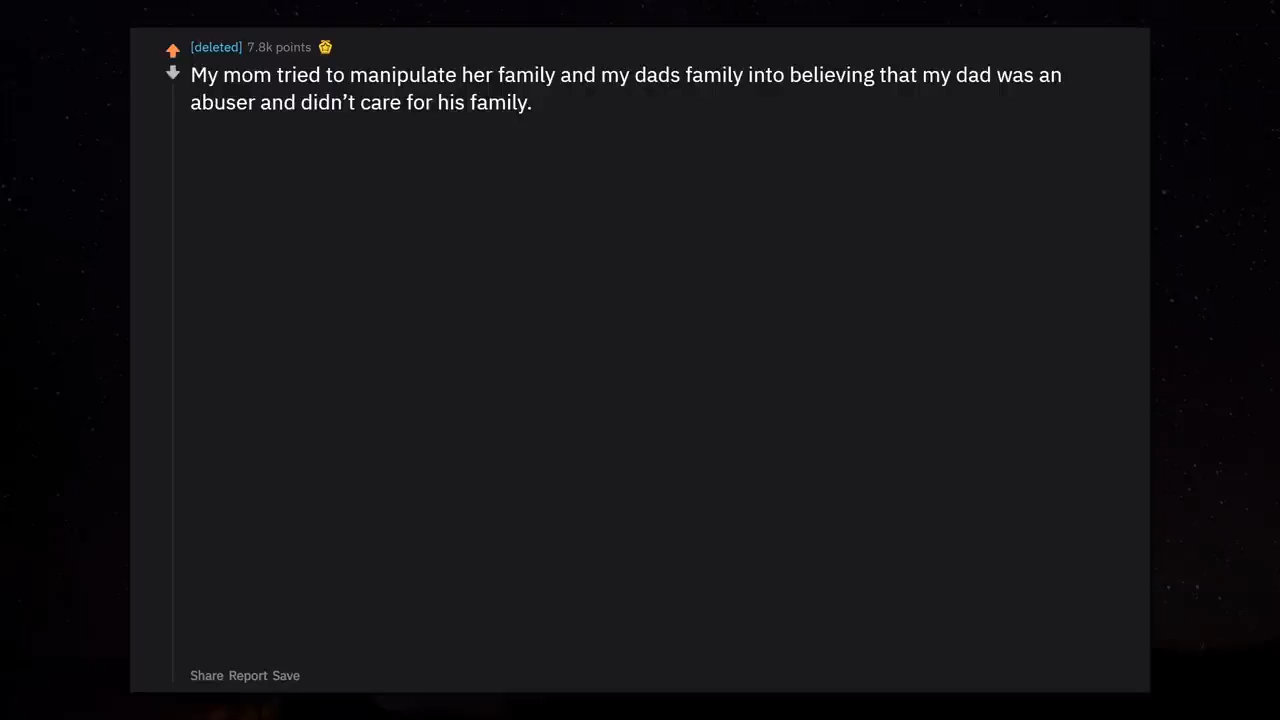 [deleted] 7.8k points
My mom tried to manipulate her family and my dads family into believing that my dad was an
abuser and didn’t care for his family.
Share Report Save